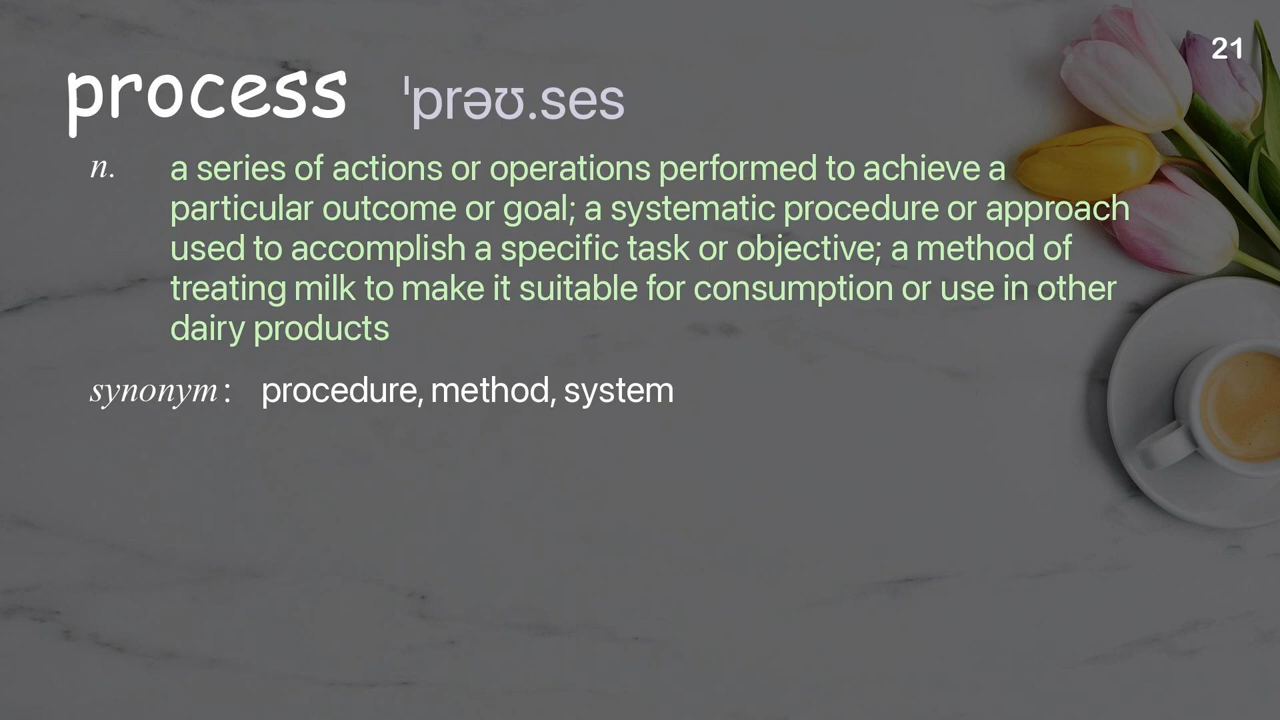 21
process ˈprəʊ.ses
n. a series of actions or operations performed to achieve a
particular outcome or goal; a systematic procedure or approach
used to accomplish a specific task or objective; a method of
treating milk to make it suitable for consumption or use in other
dairy products
synonym: procedure, method, system